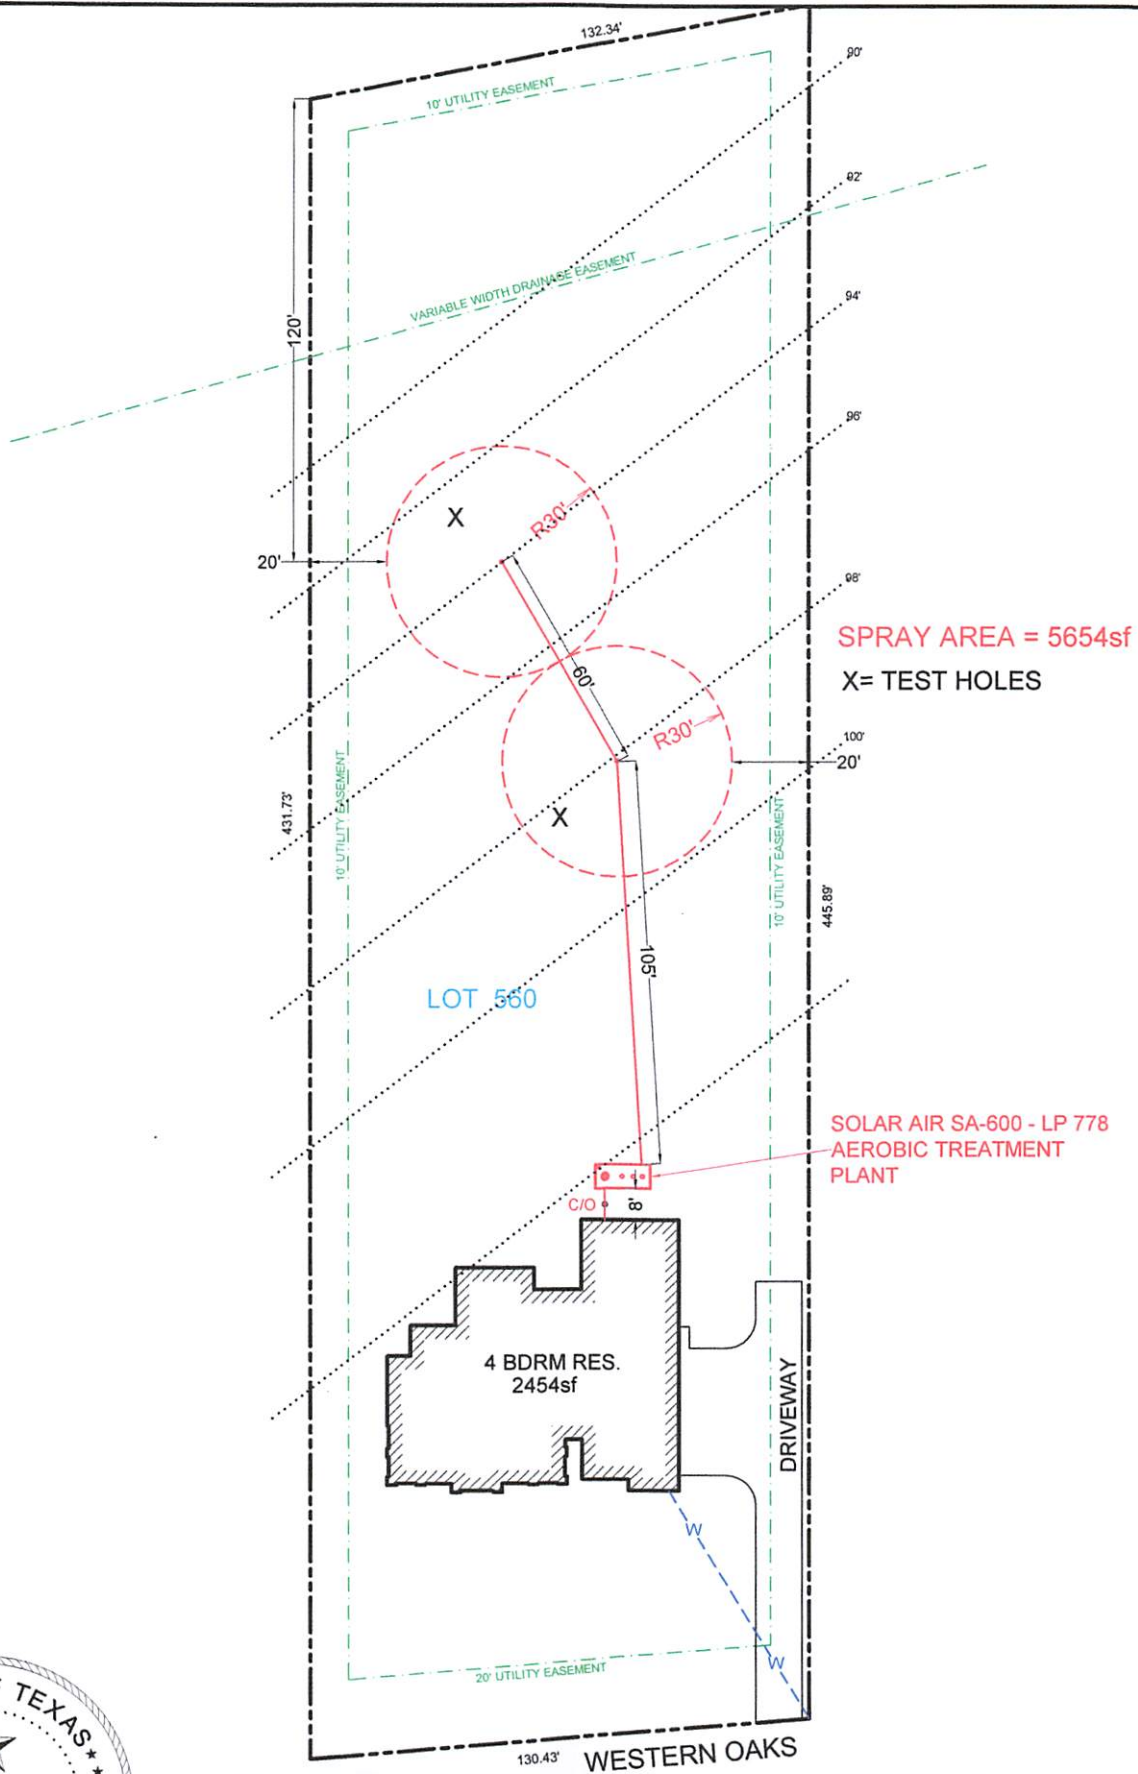 132.34'
90'
10' UTILITY EASEMENT
92'
VARIABLE WIDTH DRAINAGE EASEMENT
94'
120'
96'
X
R30'
20'
98'
SPRAY AREA = 5654sf
X= TEST HOLES
60'
R30'
100'
20'
X
431.73'
10' UTILITY EASEMENT
10' UTILITY EASEMENT
445.89'
105'
LOT 560
SOLAR AIR SA-600 - LP 778
AEROBIC TREATMENT
PLANT
C/O
8'
4 BDRM RES.
2454sf
DRIVEWAY
W
W
20' UTILITY EASEMENT
TEXAS
130.43'
WESTERN OAKS